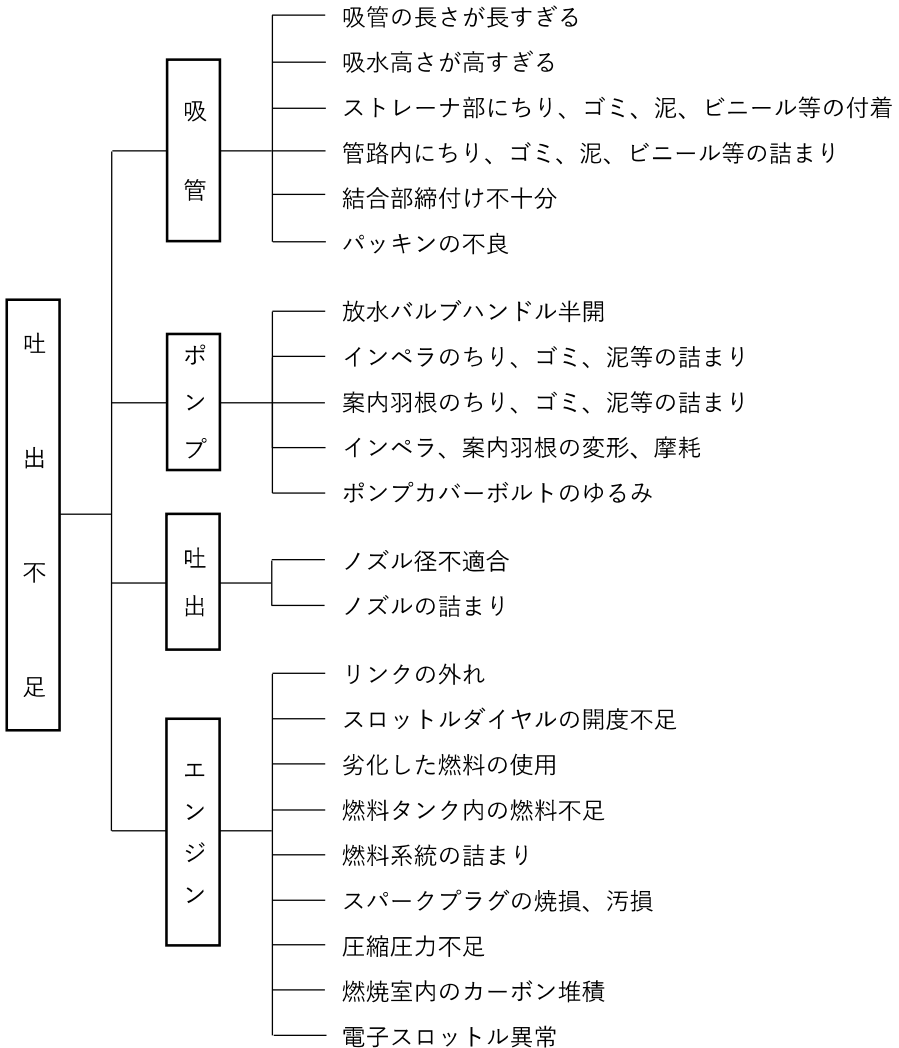 吐出不足
吸管
吸管の長さが長すぎる
吸水高さが高すぎる
ストレーナ部にちり、ゴミ、泥、ビニール等の付着
管路内にちり、ゴミ、泥、ビニール等の詰まり
結合部締付け不十分
パッキンの不良
ポンプ
放水バルブハンドル半開
インペラのちり、ゴミ、泥等の詰まり
案内羽根のちり、ゴミ、泥等の詰まり
インペラ、案内羽根の変形、摩耗
ポンプカバーボルトのゆるみ
吐出
ノズル径不適合
ノズルの詰まり
エンジン
リンクの外れ
スロットルダイヤルの開度不足
劣化した燃料の使用
燃料タンク内の燃料不足
燃料系統の詰まり
スパークプラグの焼損、汚損
圧縮圧力不足
燃焼室内のカーボン堆積
電子スロットル異常